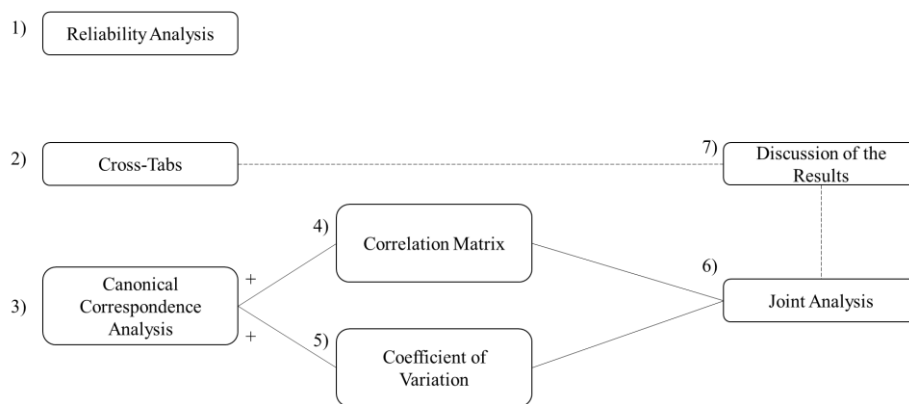 1) Reliability Analysis
2) Cross-Tabs
7) Discussion of the
Results
4) Correlation Matrix
3) Canonical
Correspondence
Analysis
+
+
6) Joint Analysis
5) Coefficient of
Variation